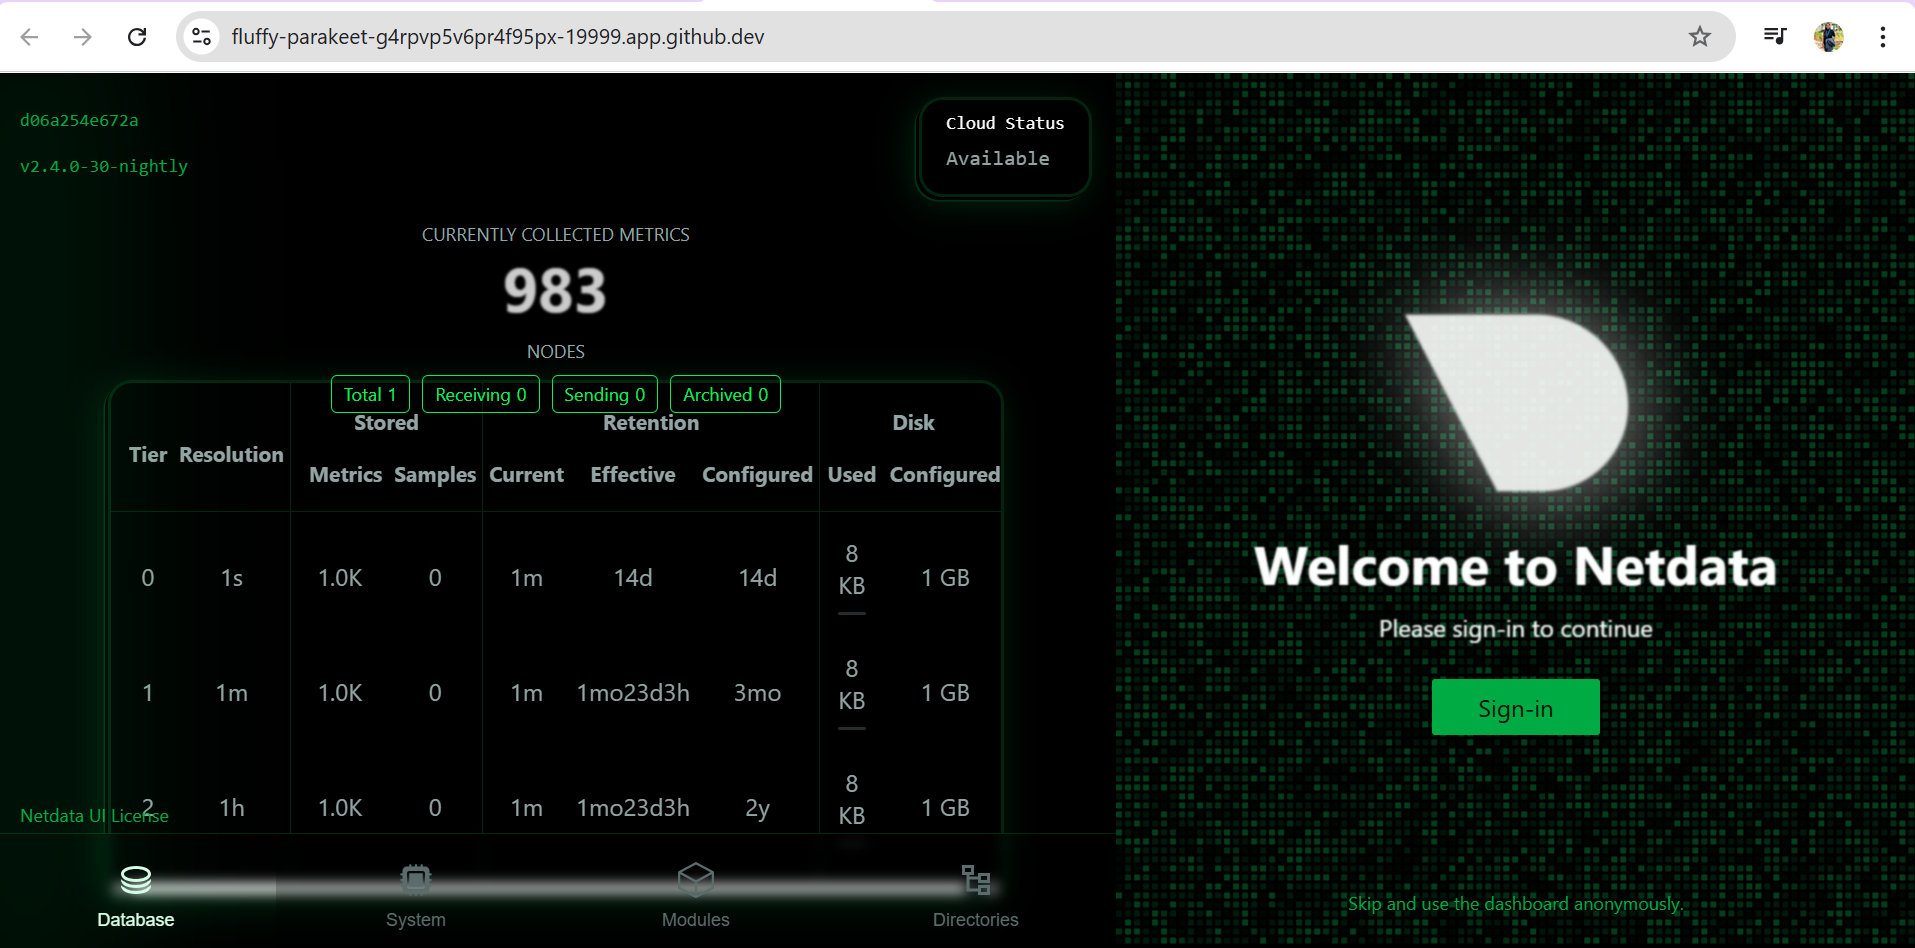 fluffy-parakeet-g4rpvp5v6pr4f95px-19999.app.github.dev
d06a254e672a
v2.4.0-30-nightly
Cloud Status
Available
CURRENTLY COLLECTED METRICS
983
NODES
Total 1 Receiving 0 Sending 0 Archived 0
Stored Retention Disk
Tier Resolution
Metrics Samples Current Effective Configured Used Configured
0 1s 1.0K 0 1m 14d 14d 8 KB 1 GB
1 1m 1.0K 0 1m 1mo23d3h 3mo 8 KB 1 GB
2 1h 1.0K 0 1m 1mo23d3h 2y 8 KB 1 GB
Netdata UI License
Database System Modules Directories
Welcome to Netdata
Please sign-in to continue
Sign-in
Skip and use the dashboard anonymously.